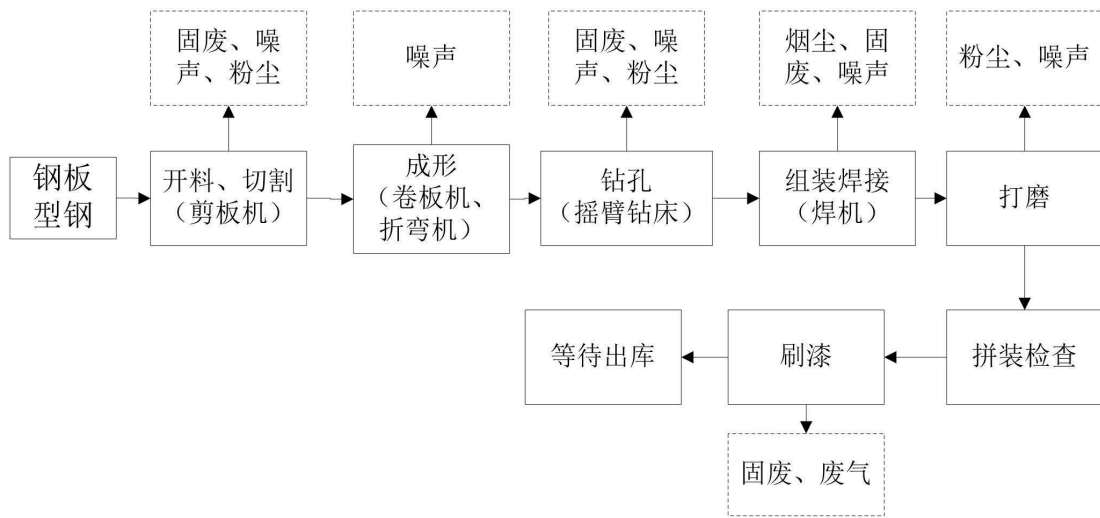 固废、噪
声、粉尘
噪声
固废、噪
声、粉尘
烟尘、固
废、噪声
粉尘、噪声
钢板
型钢
开料、切割
（剪板机）
成形
（卷板机、
折弯机）
钻孔
（摇臂钻床）
组装焊接
（焊机）
打磨
等待出库
刷漆
拼装检查
固废、废气